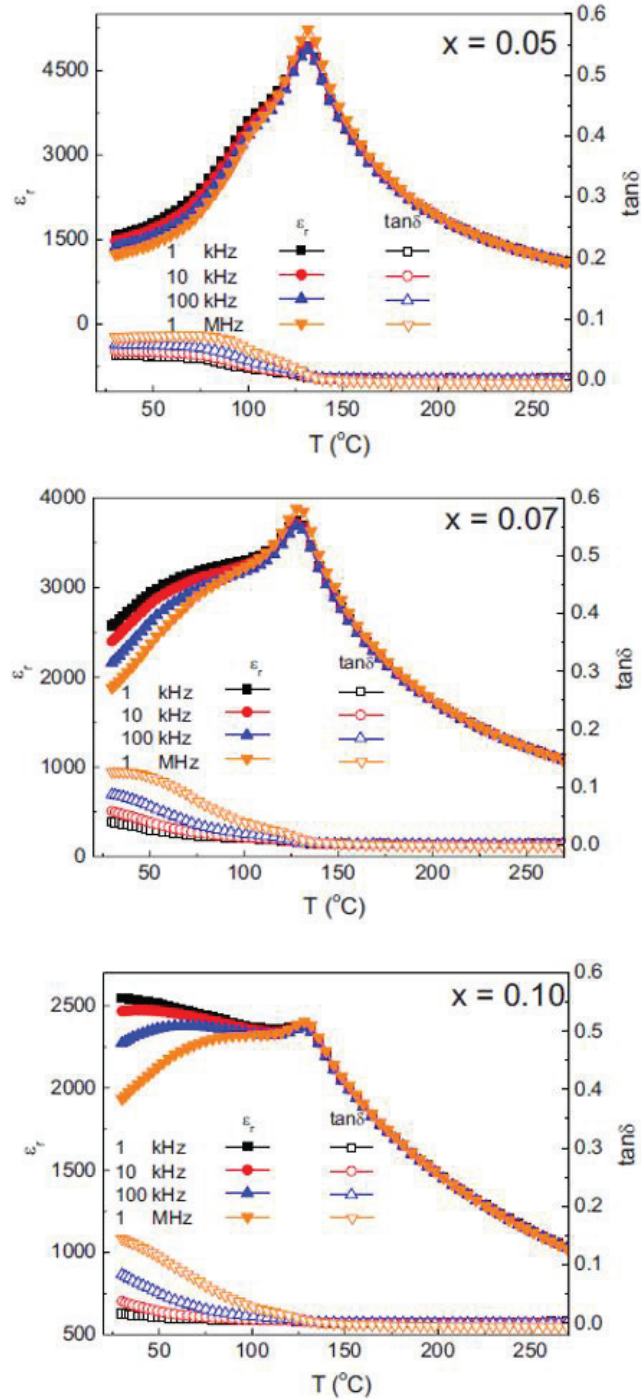 x = 0.05
0.6
4500
0.5
0.4
3000
0.3
εr
tanδ
εr tanδ
1500
1 kHz
0.2
10 kHz
100 kHz
0
1 MHz
0.1
0.0
50 100 150 200 250
T (°C)
x = 0.07
4000
0.6
0.5
3000
0.4
εr
tanδ
0.3
2000
εr tanδ
1 kHz
0.2
10 kHz
100 kHz
1000
1 MHz
0.1
0.0
0
50 100 150 200 250
T (°C)
x = 0.10
0.6
2500
0.5
0.4
2000
εr
tanδ
εr tanδ
0.3
1 kHz
1500
10 kHz
0.2
100 kHz
1 MHz
1000
0.1
0.0
500
50 100 150 200 250
T (°C)